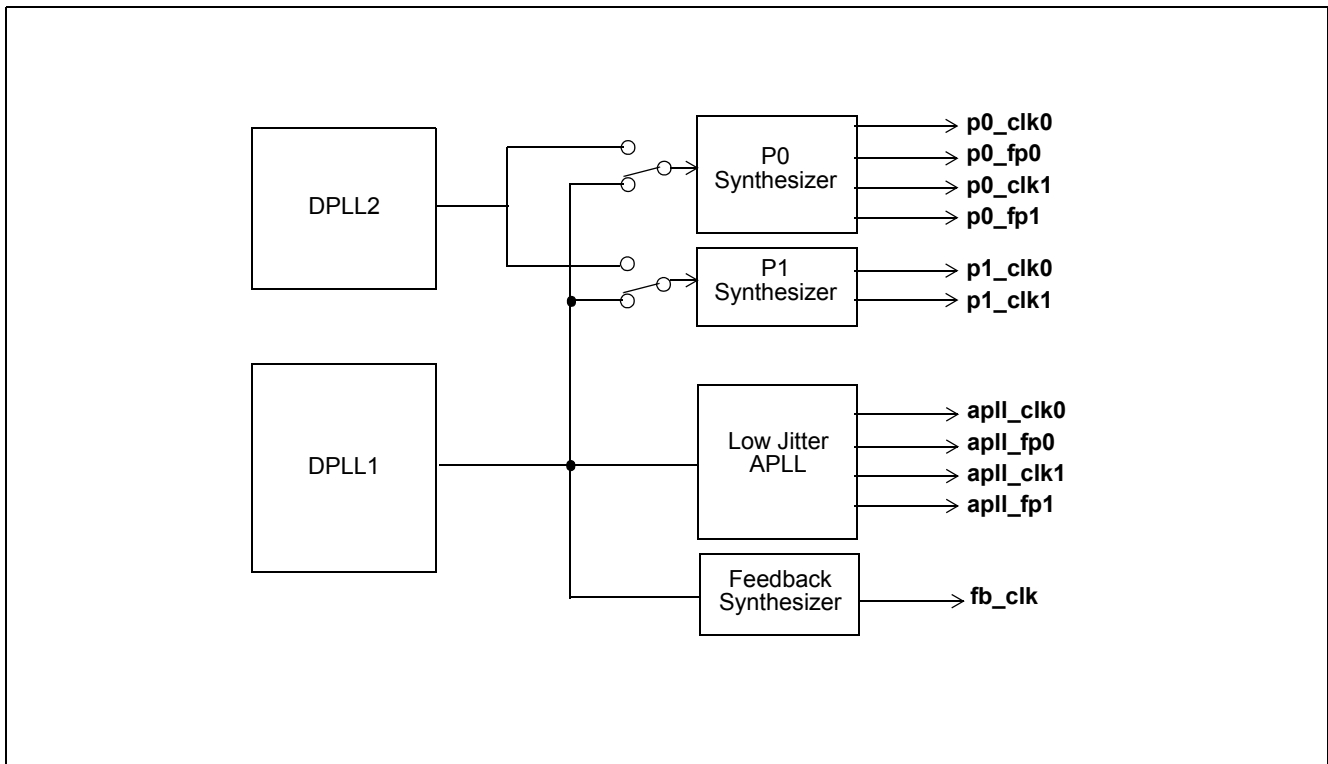 DPLL2
P0
Synthesizer
p0_clk0
p0_fp0
p0_clk1
p0_fp1
P1
Synthesizer
p1_clk0
p1_clk1
DPLL1
Low Jitter
APLL
apll_clk0
apll_fp0
apll_clk1
apll_fp1
Feedback
Synthesizer
fb_clk